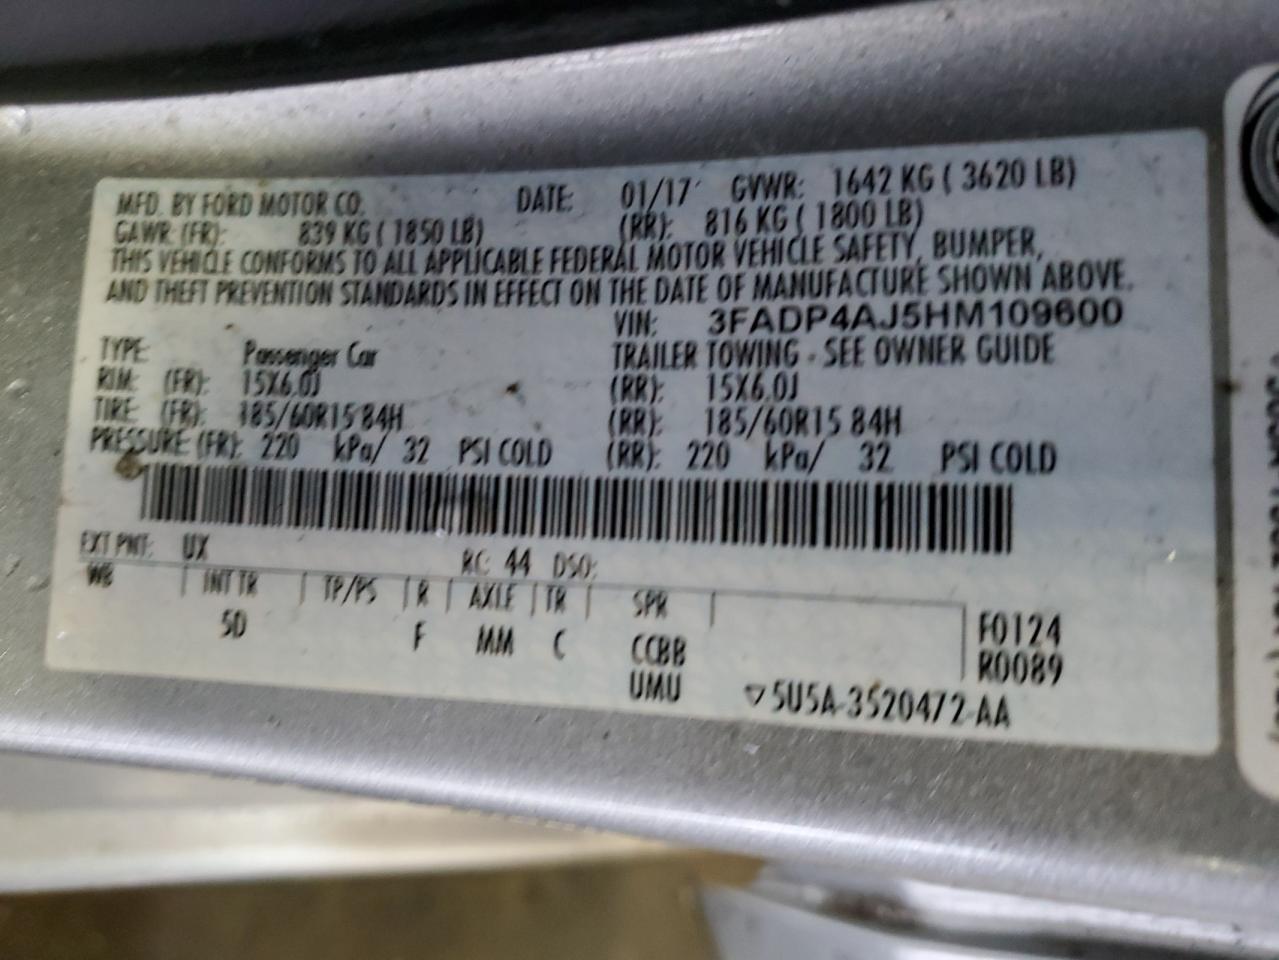 MFD. BY FORD MOTOR CO. DATE: 01/17 GVWR: 1642 KG ( 3620 LB)
GAWR (FR): 839 KG ( 1850 LB) (RR): 816 KG ( 1800 LB)
THIS VEHICLE CONFORMS TO ALL APPLICABLE FEDERAL MOTOR VEHICLE SAFETY, BUMPER,
AND THEFT PREVENTION STANDARDS IN EFFECT ON THE DATE OF MANUFACTURE SHOWN ABOVE.
VIN: 3FADP4AJ5HM109600
TYPE: Passenger Car TRAILER TOWING - SEE OWNER GUIDE
RIM: (FR): 15X6.0J (RR): 15X6.0J
TIRE: (FR): 185/60R15 84H (RR): 185/60R15 84H
PRESSURE: (FR): 220 kPa/ 32 PSI COLD (RR): 220 kPa/ 32 PSI COLD
EXT PNT: UX RC: 44 DSO:
WB INT TR TP/PS R AXLE TR SPR
5D F MM C CCBB F0124
UMU R0089
▽5U5A-3520472-AA